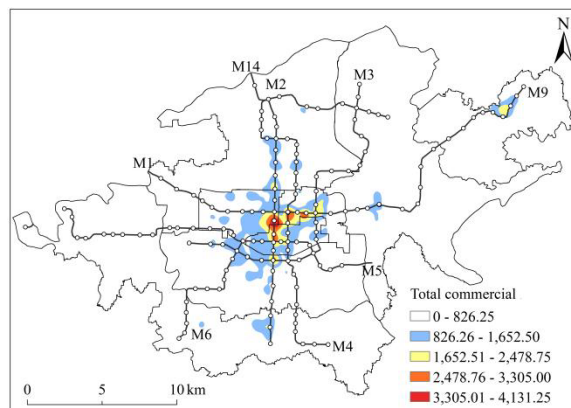 N
M14
M2
M3
M9
M1
M5
M6
M4
Total commercial
0 - 826.25
826.26 - 1,652.50
1,652.51 - 2,478.75
2,478.76 - 3,305.00
3,305.01 - 4,131.25
0 5 10 km